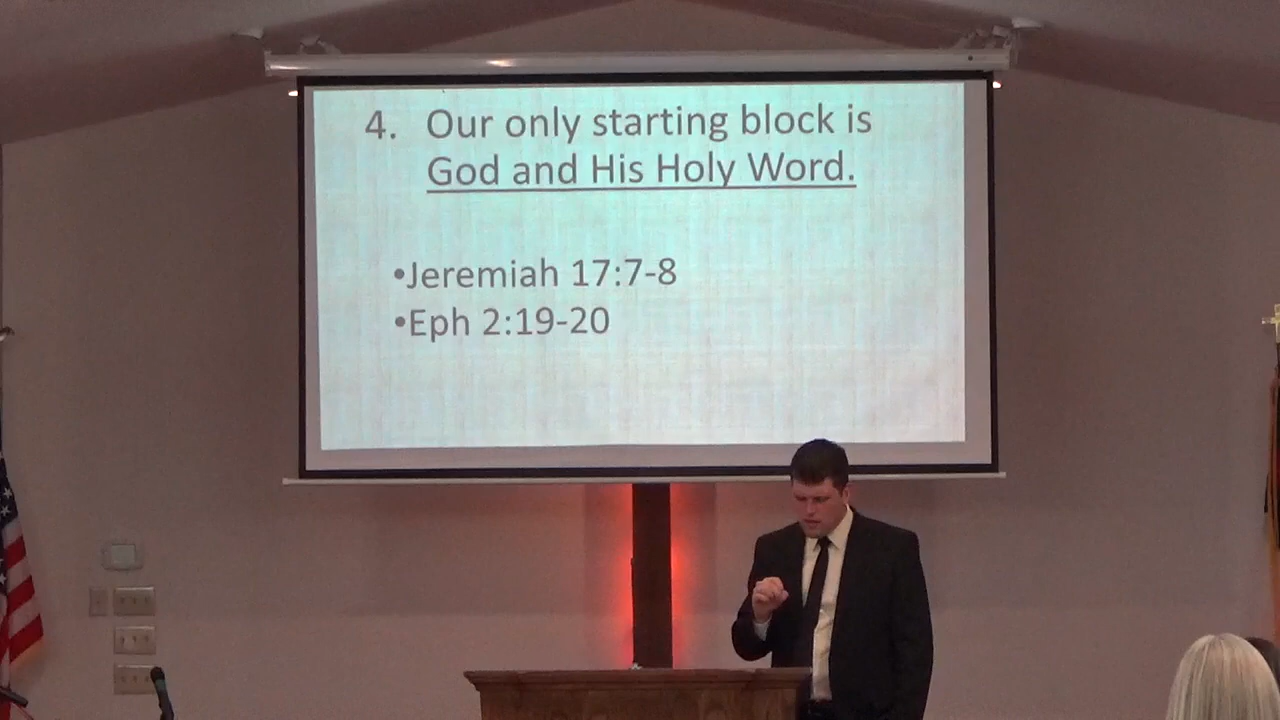 4. Our only starting block is
God and His Holy Word.
•Jeremiah 17:7-8
•Eph 2:19-20